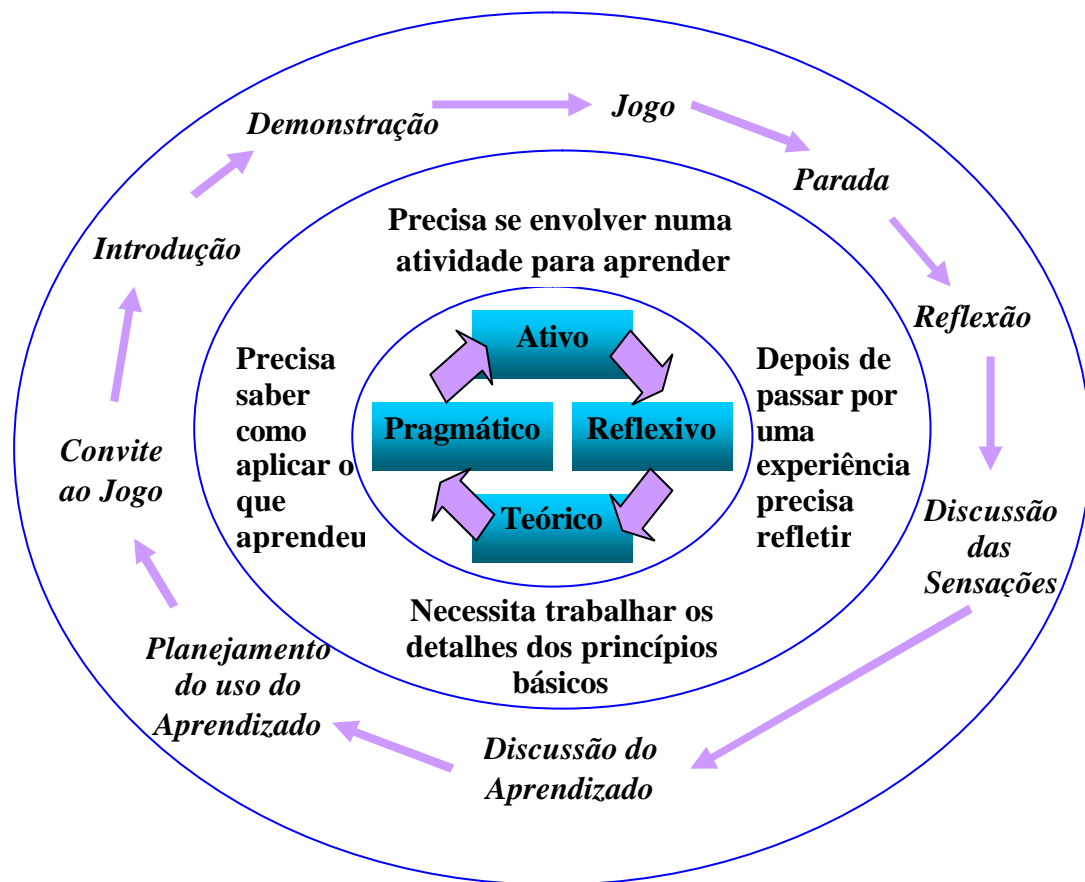 Demonstração
Jogo
Parada
Introdução
Reflexão
Convite
ao Jogo
Discussão
das
Sensações
Planejamento
do uso do
Aprendizado
Discussão do
Aprendizado
Precisa se envolver numa
atividade para aprender
Precisa
saber
como
aplicar o
que
aprendeu
Depois de
passar por
uma
experiência
precisa
refletir
Necessita trabalhar os
detalhes dos princípios
básicos
Ativo
Pragmático
Reflexivo
Teórico